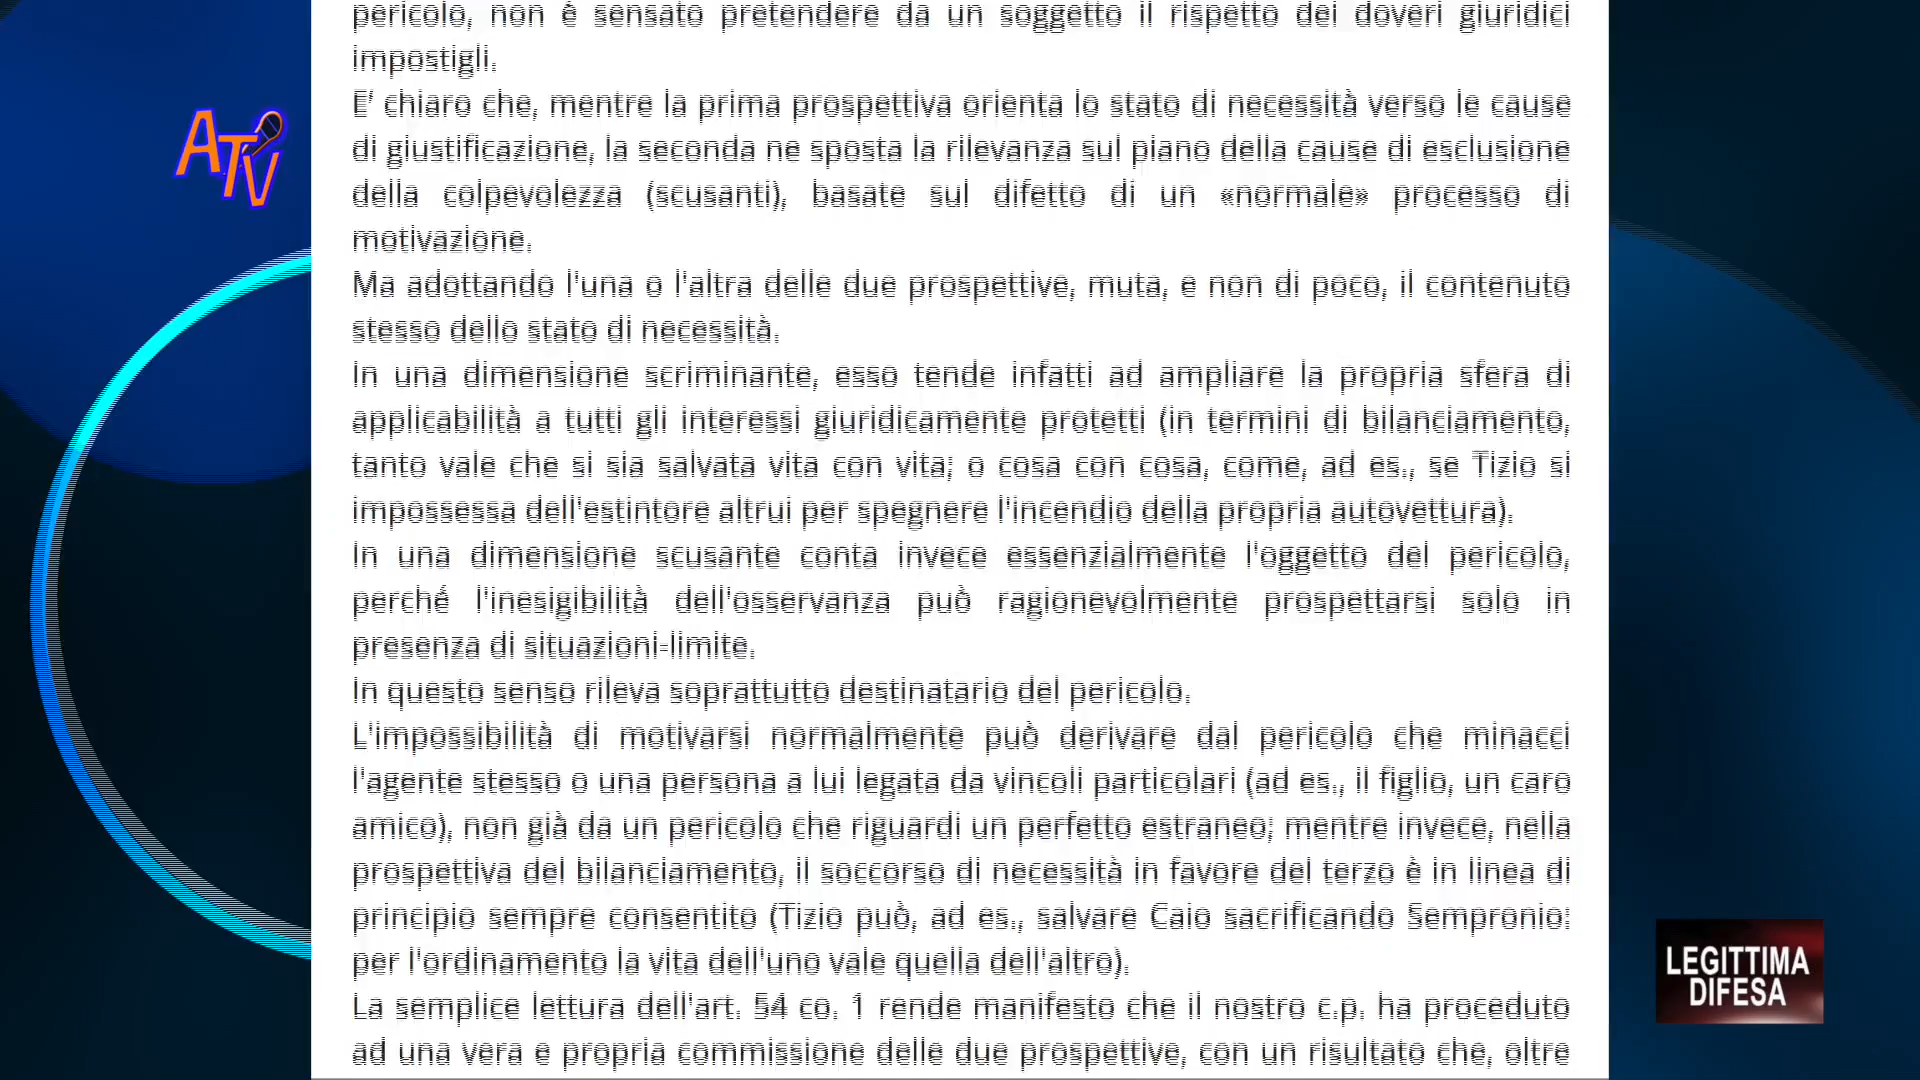 pericolo, non è sensato pretendere da un soggetto il rispetto dei doveri giuridici
impostigli.
E' chiaro che, mentre la prima prospettiva orienta lo stato di necessità verso le cause
di giustificazione, la seconda ne sposta la rilevanza sul piano della cause di esclusione
della colpevolezza (scusanti), basate sul difetto di un «normale» processo di
motivazione.
Ma adottando l'una o l'altra delle due prospettive, muta, e non di poco, il contenuto
stesso dello stato di necessità.
In una dimensione scriminante, esso tende infatti ad ampliare la propria sfera di
applicabilità a tutti gli interessi giuridicamente protetti (in termini di bilanciamento,
tanto vale che si sia salvata vita con vita; o cosa con cosa, come, ad es., se Tizio si
impossessa dell'estintore altrui per spegnere l'incendio della propria autovettura).
In una dimensione scusante conta invece essenzialmente l'oggetto del pericolo,
perché l'inesigibilità dell'osservanza può ragionevolmente prospettarsi solo in
presenza di situazioni-limite.
In questo senso rileva soprattutto destinatario del pericolo.
L'impossibilità di motivarsi normalmente può derivare dal pericolo che minacci
l'agente stesso o una persona a lui legata da vincoli particolari (ad es., il figlio, un caro
amico), non già da un pericolo che riguardi un perfetto estraneo; mentre invece, nella
prospettiva del bilanciamento, il soccorso di necessità in favore del terzo è in linea di
principio sempre consentito (Tizio può, ad es., salvare Caio sacrificando Sempronio:
per l'ordinamento la vita dell'uno vale quella dell'altro).
La semplice lettura dell'art. 54 co. 1 rende manifesto che il nostro c.p. ha proceduto
ad una vera e propria commissione delle due prospettive, con un risultato che, oltre
ATV
LEGITTIMA
DIFESA